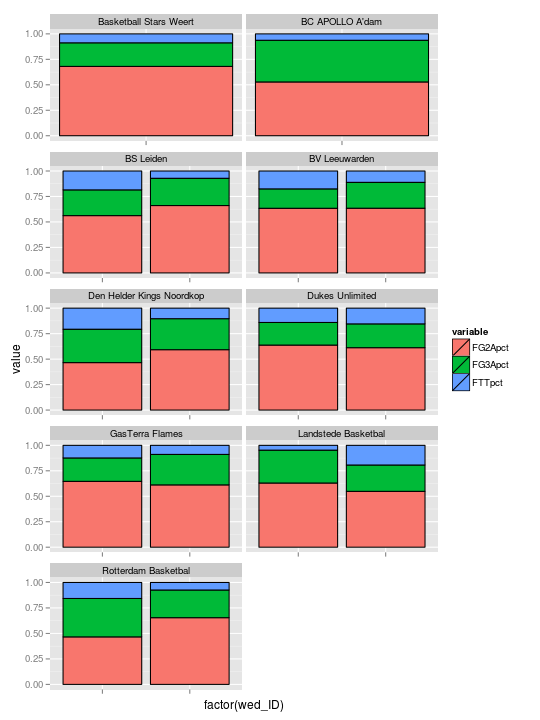 Basketball Stars Weert
BC APOLLO A'dam
1.00
0.75
0.50
0.25
0.00
BS Leiden
BV Leeuwarden
1.00
0.75
0.50
0.25
0.00
Den Helder Kings Noordkop
Dukes Unlimited
1.00
0.75
0.50
0.25
0.00
GasTerra Flames
Landstede Basketbal
1.00
0.75
0.50
0.25
0.00
Rotterdam Basketbal
1.00
0.75
0.50
0.25
0.00
value
factor(wed_ID)
variable
FG2Apct
FG3Apct
FTTpct